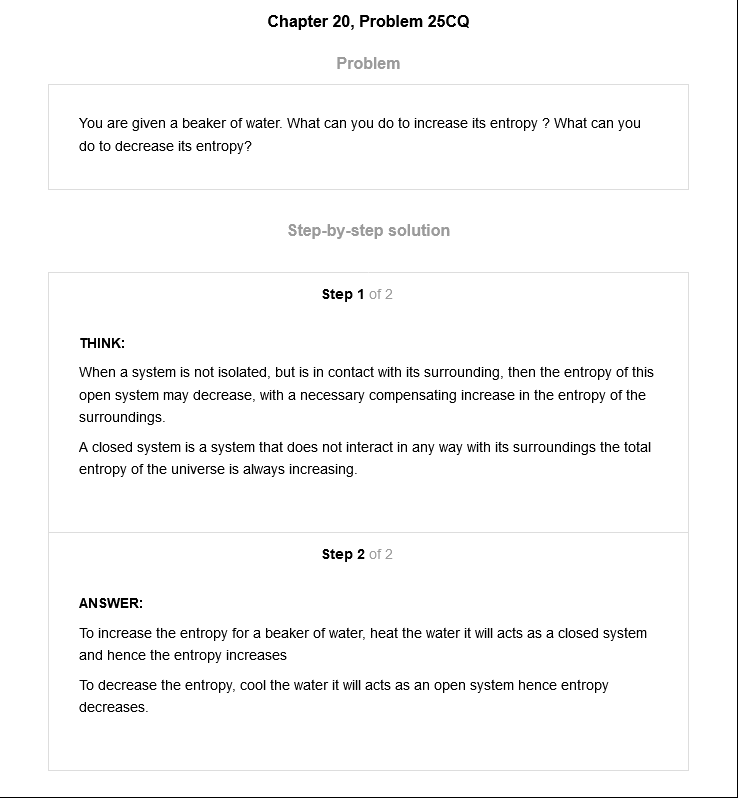 Chapter 20, Problem 25CQ
Problem
You are given a beaker of water. What can you do to increase its entropy ? What can you
do to decrease its entropy?
Step-by-step solution
Step 1 of 2
THINK:
When a system is not isolated, but is in contact with its surrounding, then the entropy of this
open system may decrease, with a necessary compensating increase in the entropy of the
surroundings.
A closed system is a system that does not interact in any way with its surroundings the total
entropy of the universe is always increasing.
Step 2 of 2
ANSWER:
To increase the entropy for a beaker of water, heat the water it will acts as a closed system
and hence the entropy increases
To decrease the entropy, cool the water it will acts as an open system hence entropy
decreases.